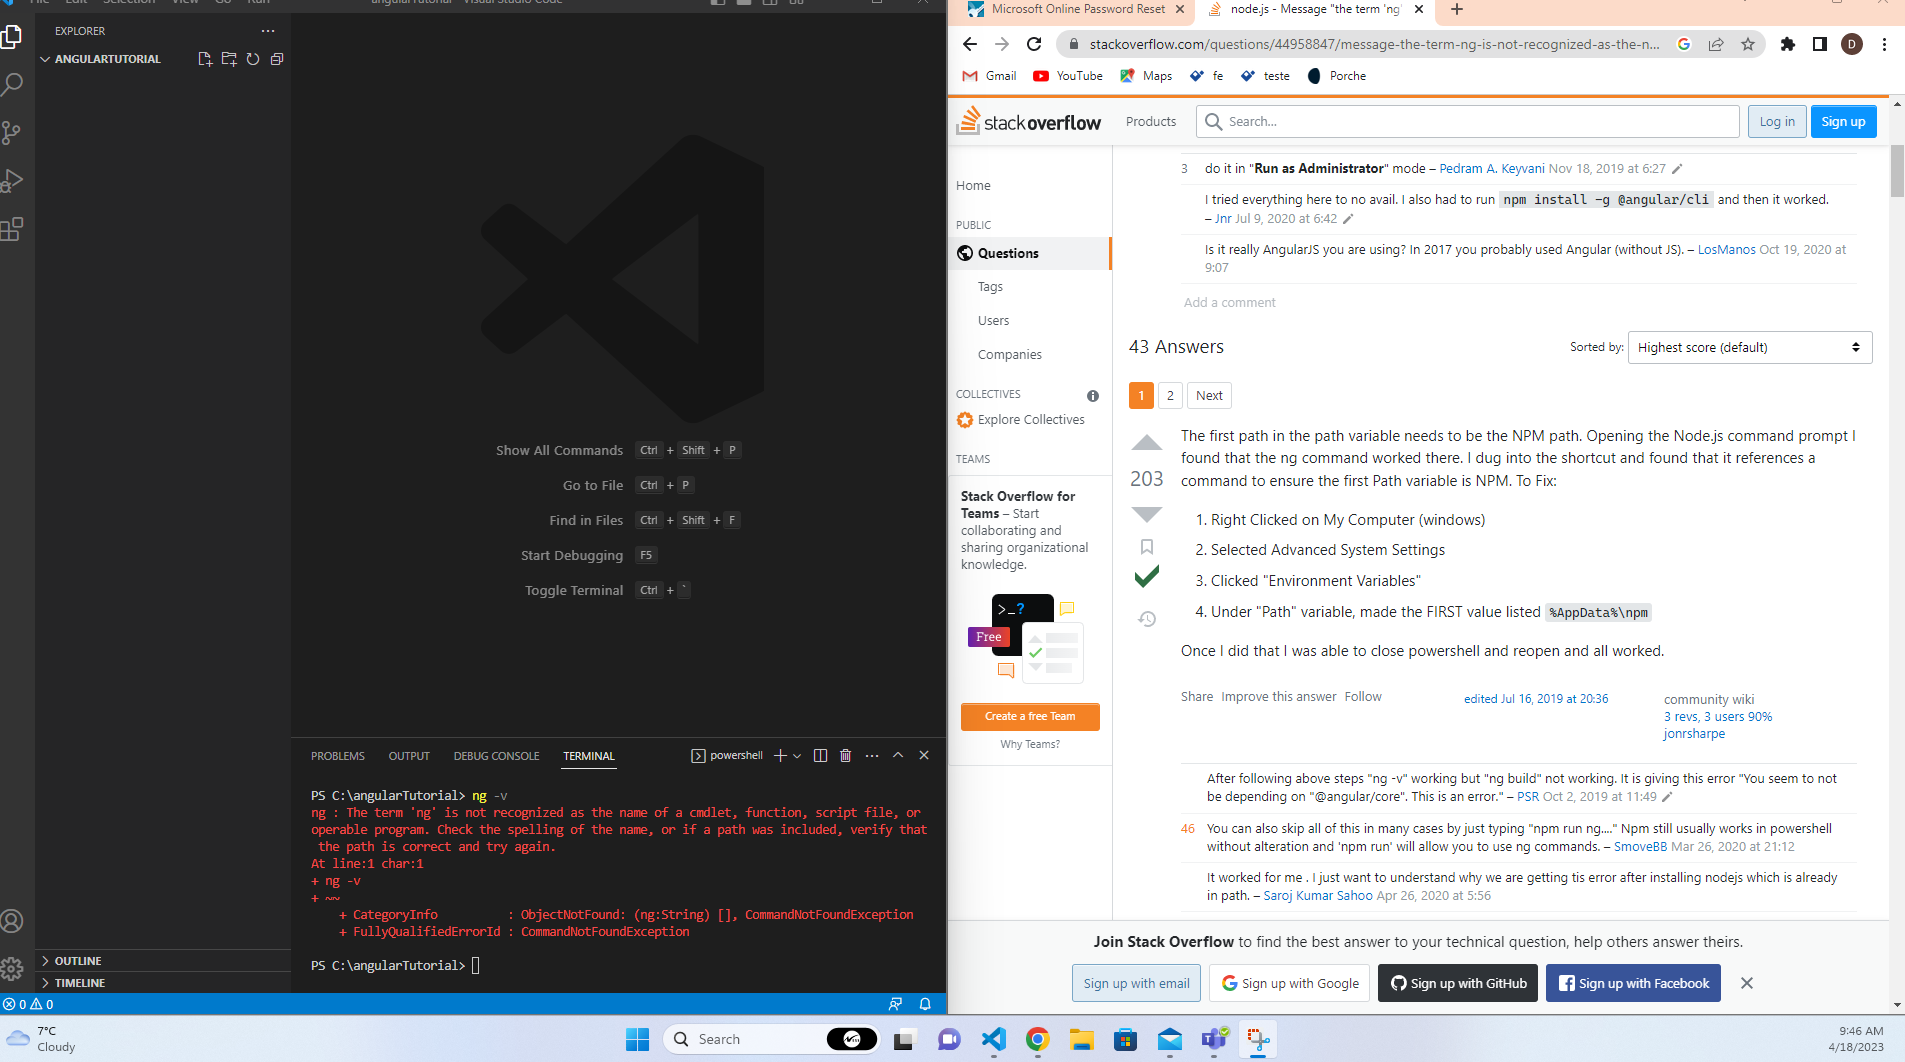 File Edit Selection View Go Run
angularTutorial - Visual Studio Code
EXPLORER
ANGULARTUTORIAL
Show All Commands Ctrl + Shift + P
Go to File Ctrl + P
Find in Files Ctrl + Shift + F
Start Debugging F5
Toggle Terminal Ctrl + `
PROBLEMS OUTPUT DEBUG CONSOLE TERMINAL powershell
PS C:\angularTutorial> ng -v
ng : The term 'ng' is not recognized as the name of a cmdlet, function, script file, or
operable program. Check the spelling of the name, or if a path was included, verify that
the path is correct and try again.
At line:1 char:1
+ ng -v
+ ~~
+ CategoryInfo : ObjectNotFound: (ng:String) [], CommandNotFoundException
+ FullyQualifiedErrorId : CommandNotFoundException
PS C:\angularTutorial>
OUTLINE
TIMELINE
0 0
Microsoft Online Password Reset
node.js - Message "the term 'ng'
stackoverflow.com/questions/44958847/message-the-term-ng-is-not-recognized-as-the-n...
D
Gmail YouTube Maps fe teste Porche
stackoverflow
Products
Search...
Log in
Sign up
Home
PUBLIC
Questions
Tags
Users
Companies
COLLECTIVES
Explore Collectives
TEAMS
Stack Overflow for
Teams – Start
collaborating and
sharing organizational
knowledge.
>_?
Free
Create a free Team
Why Teams?
3 do it in "Run as Administrator" mode – Pedram A. Keyvani Nov 18, 2019 at 6:27
I tried everything here to no avail. I also had to run npm install -g @angular/cli and then it worked.
– Jnr Jul 9, 2020 at 6:42
Is it really AngularJS you are using? In 2017 you probably used Angular (without JS). – LosManos Oct 19, 2020 at
9:07
Add a comment
43 Answers
Sorted by: Highest score (default)
1 2 Next
203
The first path in the path variable needs to be the NPM path. Opening the Node.js command prompt I
found that the ng command worked there. I dug into the shortcut and found that it references a
command to ensure the first Path variable is NPM. To Fix:
1. Right Clicked on My Computer (windows)
2. Selected Advanced System Settings
3. Clicked "Environment Variables"
4. Under "Path" variable, made the FIRST value listed %AppData%\npm
Once I did that I was able to close powershell and reopen and all worked.
Share Improve this answer Follow
edited Jul 16, 2019 at 20:36
community wiki
3 revs, 3 users 90%
jonrsharpe
After following above steps "ng -v" working but "ng build" not working. It is giving this error "You seem to not
be depending on "@angular/core". This is an error." – PSR Oct 2, 2019 at 11:49
46 You can also skip all of this in many cases by just typing "npm run ng...." Npm still usually works in powershell
without alteration and 'npm run' will allow you to use ng commands. – SmoveBB Mar 26, 2020 at 21:12
It worked for me . I just want to understand why we are getting tis error after installing nodejs which is already
in path. – Saroj Kumar Sahoo Apr 26, 2020 at 5:56
Join Stack Overflow to find the best answer to your technical question, help others answer theirs.
Sign up with email
Sign up with Google
Sign up with GitHub
Sign up with Facebook
7°C
Cloudy
Search
9:46 AM
4/18/2023